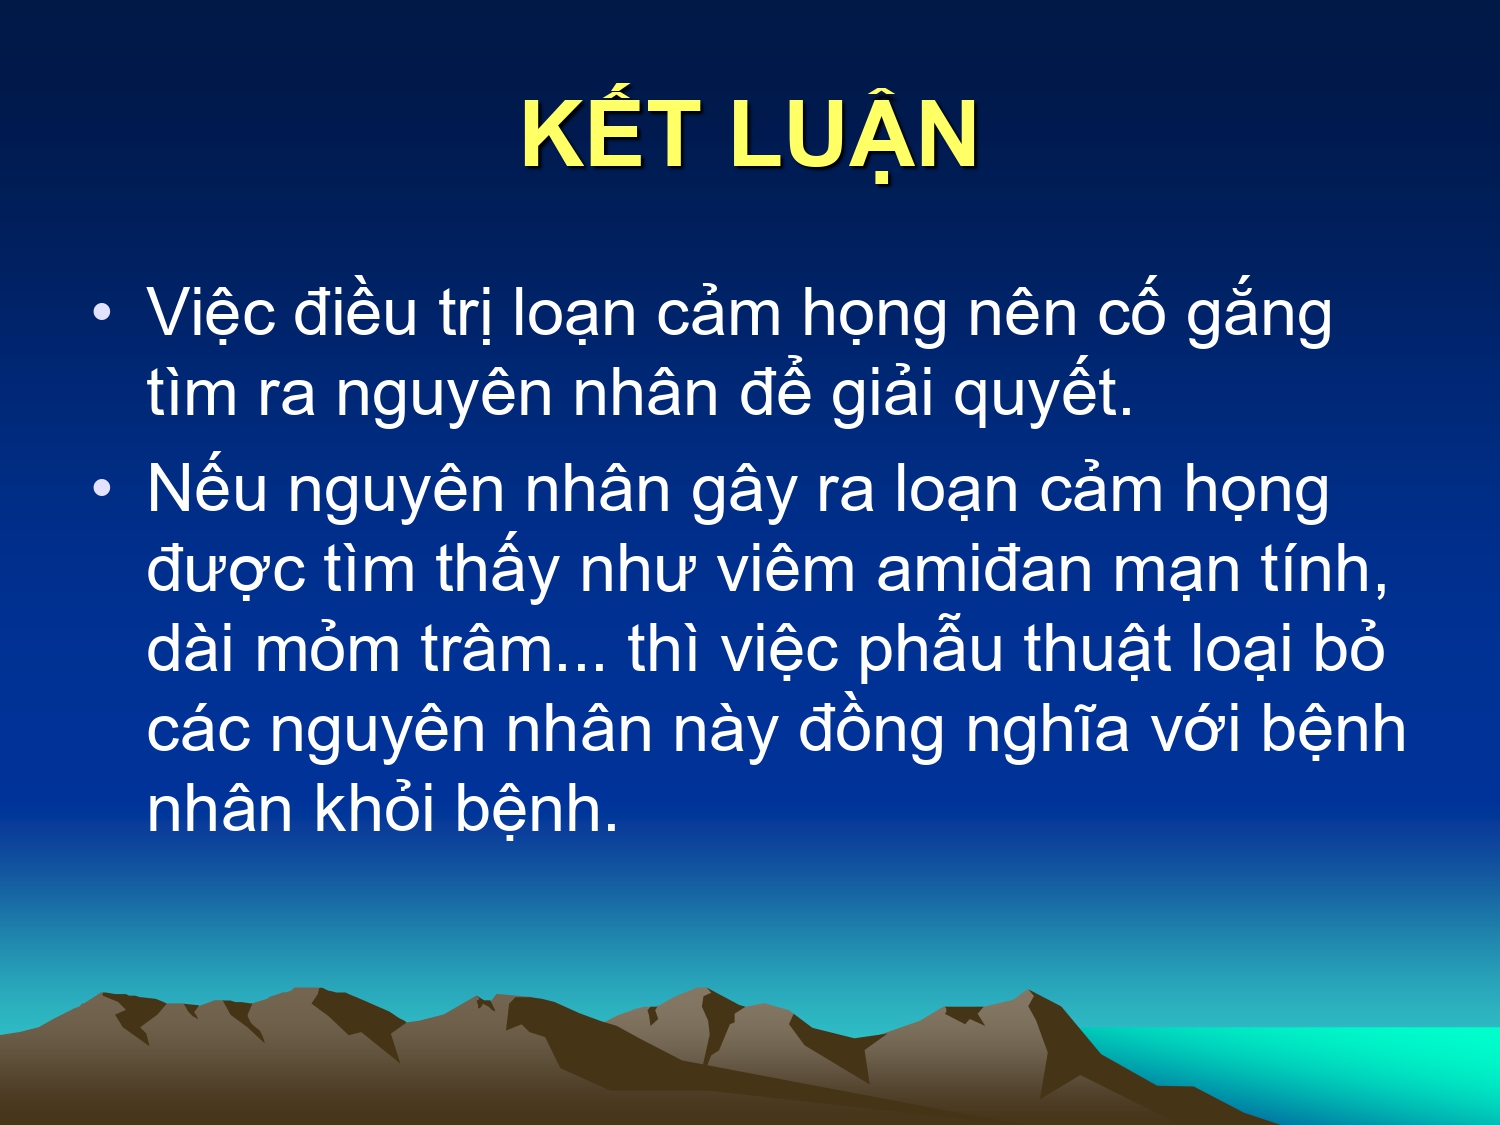 KẾT LUẬN
• Việc điều trị loạn cảm họng nên cố gắng
tìm ra nguyên nhân để giải quyết.
• Nếu nguyên nhân gây ra loạn cảm họng
được tìm thấy như viêm amiđan mạn tính,
dài mỏm trâm... thì việc phẫu thuật loại bỏ
các nguyên nhân này đồng nghĩa với bệnh
nhân khỏi bệnh.